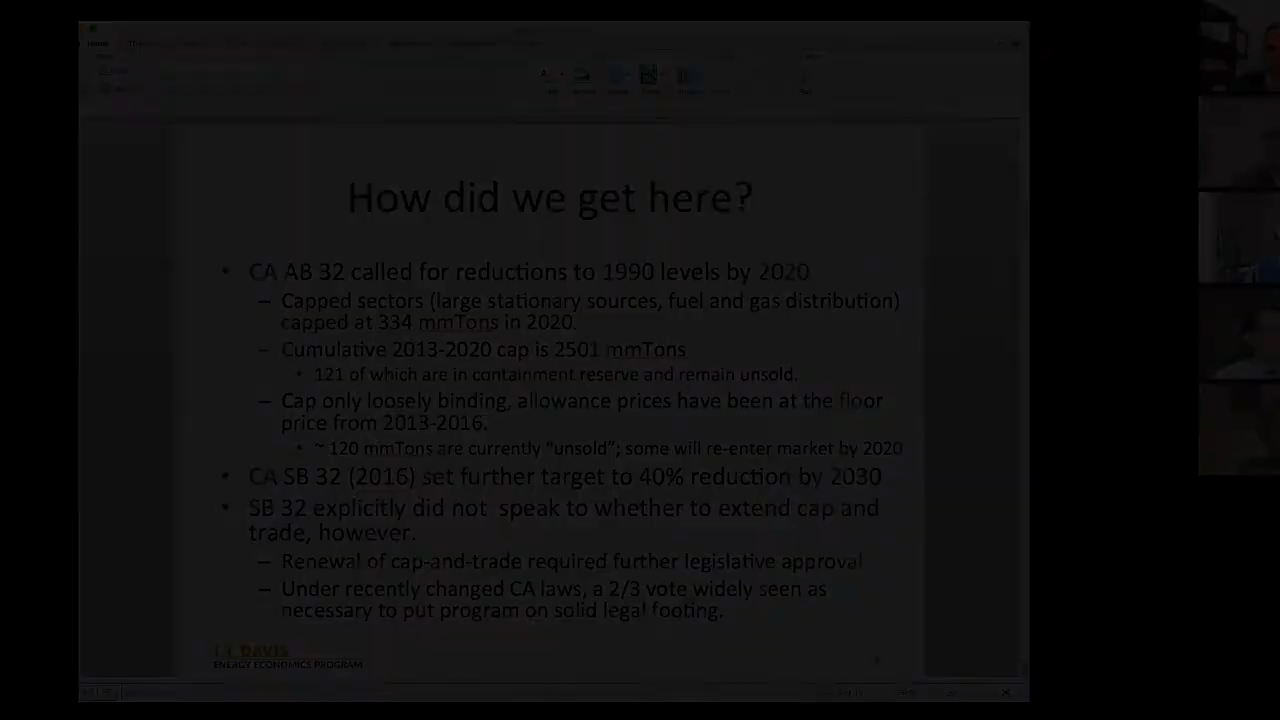 Home
How did we get here?
• CA AB 32 called for reductions to 1990 levels by 2020
– Capped sectors (large stationary sources, fuel and gas distribution)
capped at 334 mmTons in 2020.
– Cumulative 2013-2020 cap is 2501 mmTons
• 121 of which are in containment reserve and remain unsold.
– Cap only loosely binding, allowance prices have been at the floor
price from 2013-2016.
• ~ 120 mmTons are currently “unsold”; some will re-enter market by 2020
• CA SB 32 (2016) set further target to 40% reduction by 2030
• SB 32 explicitly did not speak to whether to extend cap and
trade, however.
– Renewal of cap-and-trade required further legislative approval
– Under recently changed CA laws, a 2/3 vote widely seen as
necessary to put program on solid legal footing.
DAVIS
ENERGY ECONOMICS PROGRAM